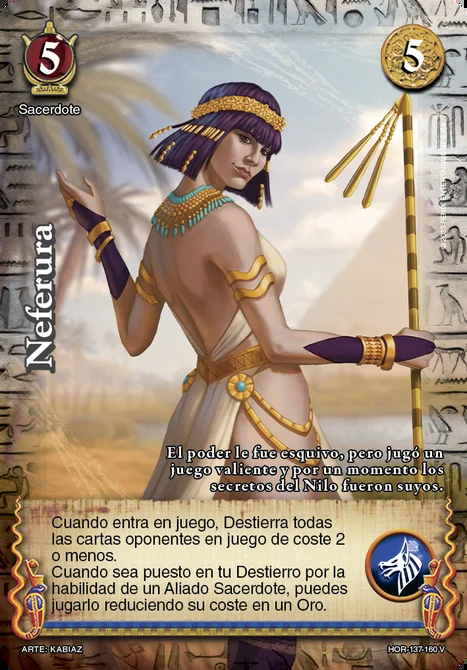 5
5
Sacerdote
Neferura
El poder le fue esquivo, pero jugó un
juego valiente y por un momento los
secretos del Nilo fueron suyos.
Cuando entra en juego, Destierra todas
las cartas oponentes en juego de coste 2
o menos.
Cuando sea puesto en tu Destierro por la
habilidad de un Aliado Sacerdote, puedes
jugarlo reduciendo su coste en un Oro.
ARTE: KABIAZ
HOR-137-160 V